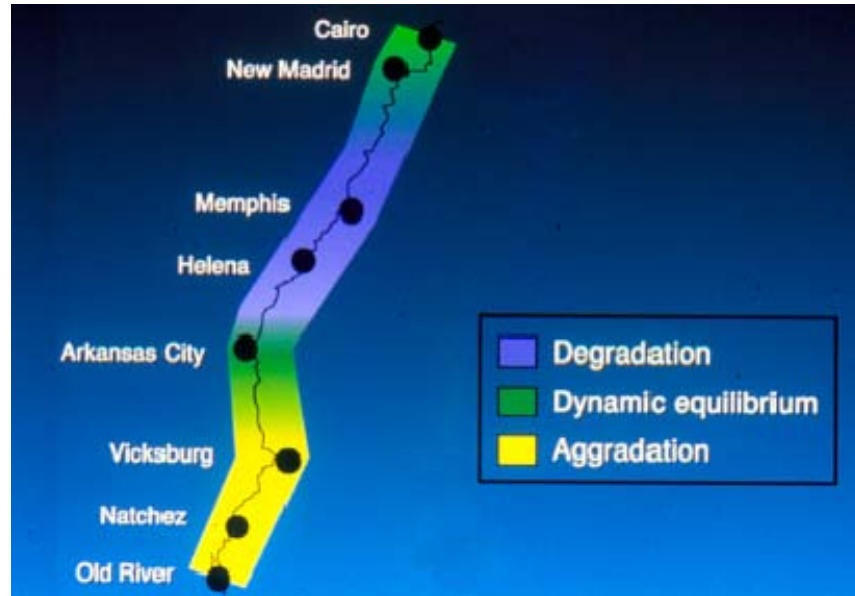 Cairo
New Madrid
Memphis
Helena
Arkansas City
Vicksburg
Natchez
Old River
Degradation
Dynamic equilibrium
Aggradation